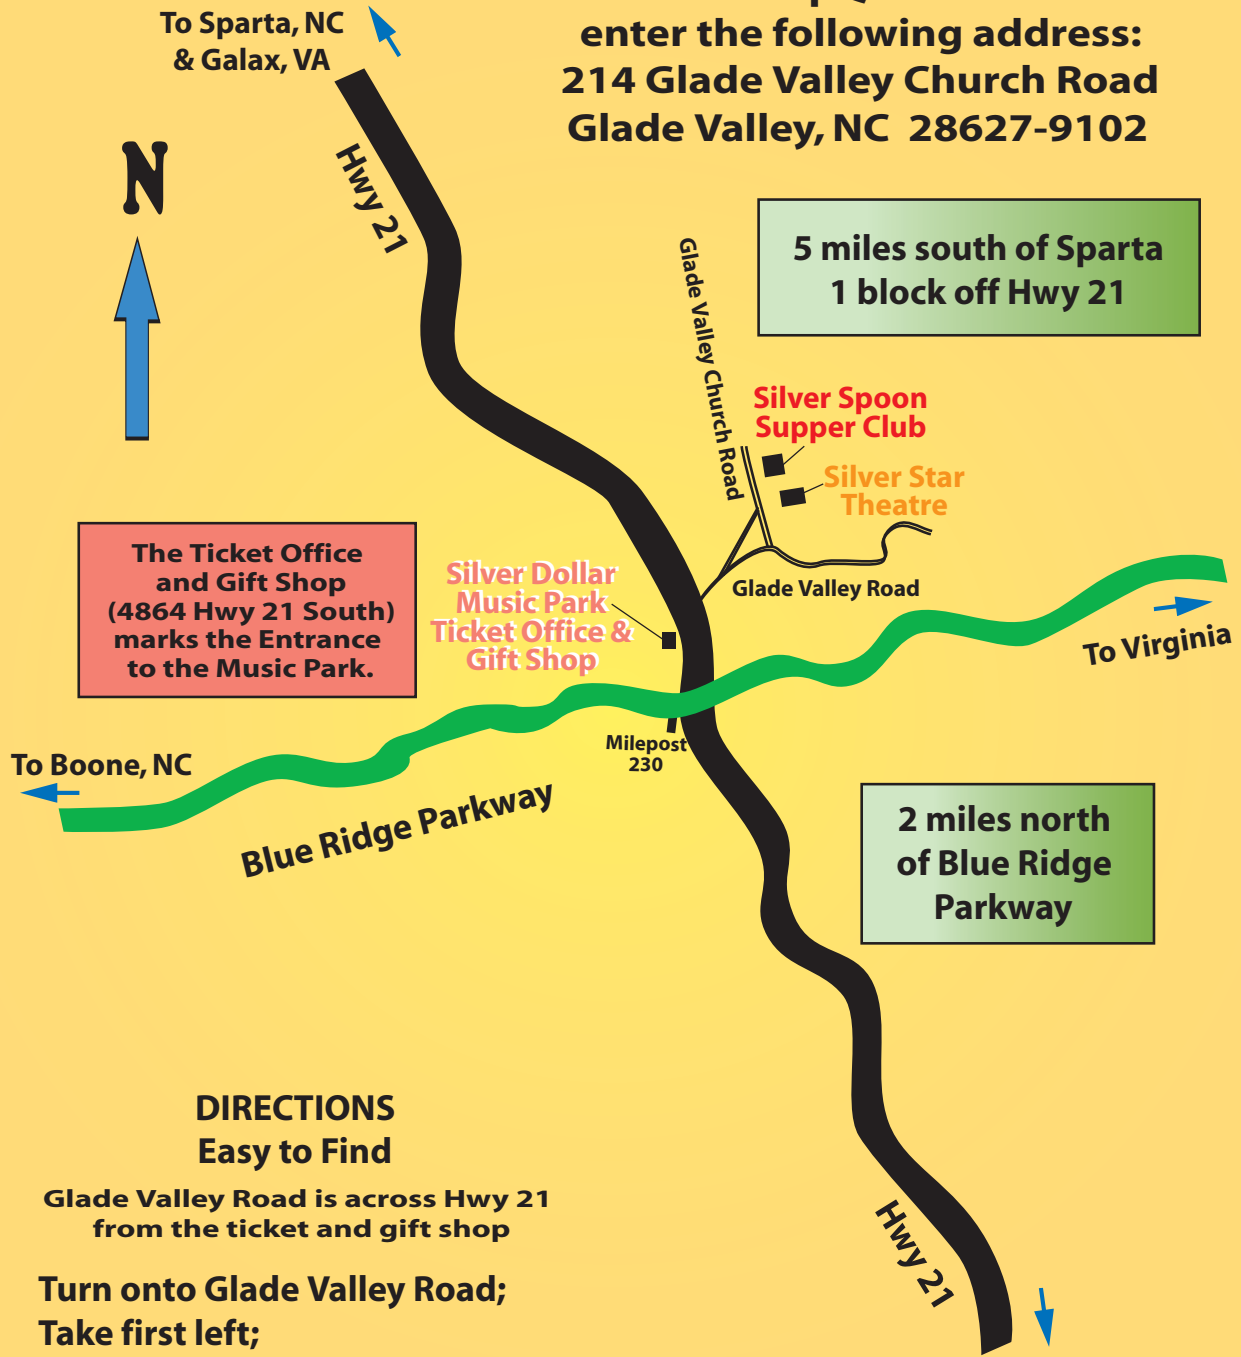 enter the following address:
214 Glade Valley Church Road
Glade Valley, NC 28627-9102
To Sparta, NC
& Galax, VA
N
Hwy 21
5 miles south of Sparta
1 block off Hwy 21
Glade Valley Church Road
Silver Spoon
Supper Club
Silver Star
Theatre
Glade Valley Road
The Ticket Office
and Gift Shop
(4864 Hwy 21 South)
marks the Entrance
to the Music Park.
Silver Dollar
Music Park
Ticket Office &
Gift Shop
To Virginia
Milepost
230
To Boone, NC
Blue Ridge Parkway
2 miles north
of Blue Ridge
Parkway
DIRECTIONS
Easy to Find
Glade Valley Road is across Hwy 21
from the ticket and gift shop
Turn onto Glade Valley Road;
Take first left;
Hwy 21